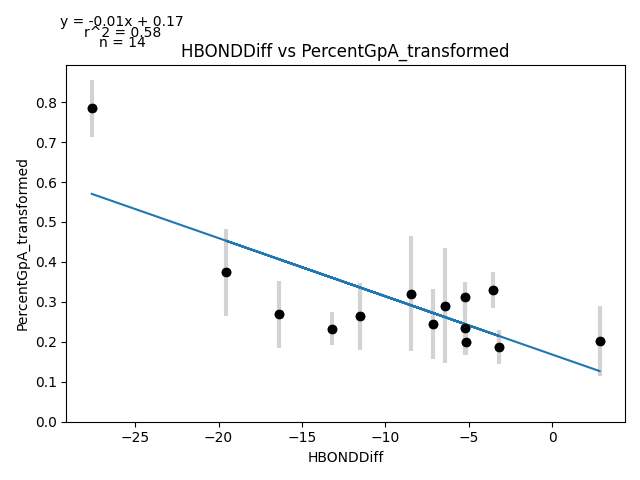 y = -0.01x + 0.17
r^2 = 0.58
n = 14
HBONDDiff vs PercentGpA_transformed
PercentGpA_transformed
0.8
0.7
0.6
0.5
0.4
0.3
0.2
0.1
0.0
−25
−20
−15
−10
−5
0
HBONDDiff